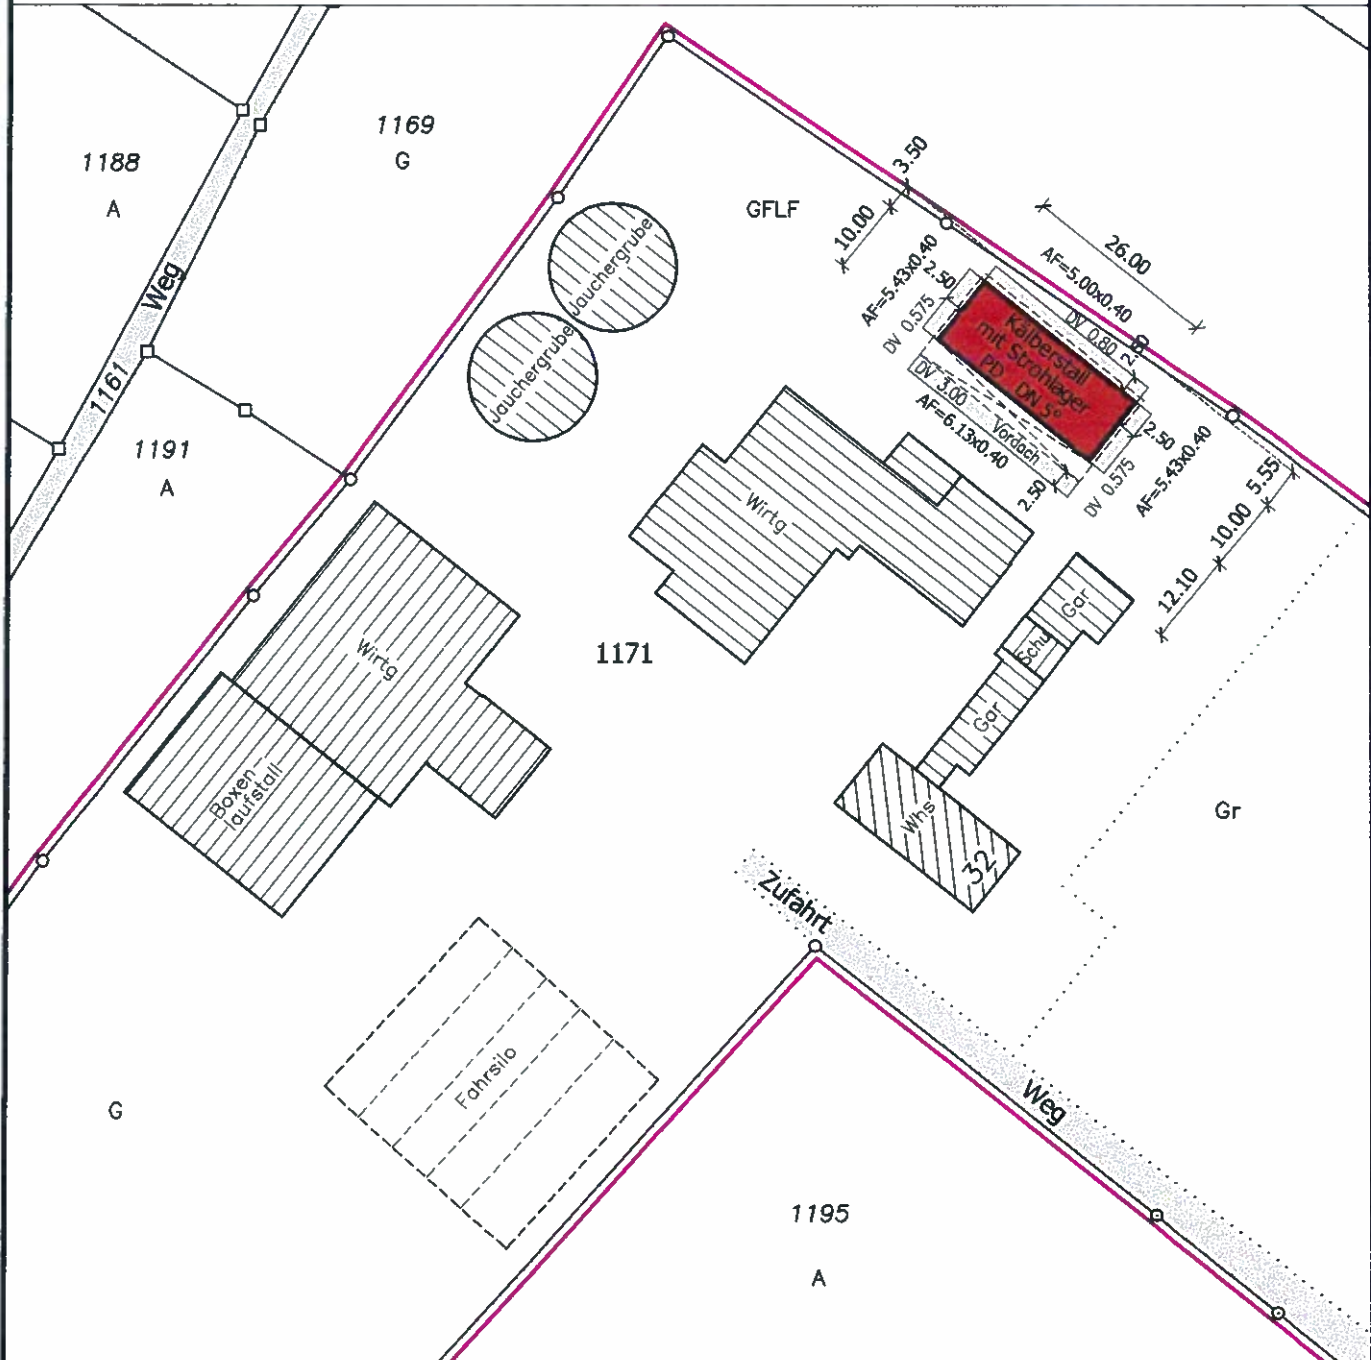 1169
G
1188
A
Weg
1161
1191
A
GFLF
Jauchergrube
Jauchergrube
3.50
10.00
26.00
AF=5.43x0.40
2.50
DV 0.575
AF=5.00x0.40
DV 0.80
Kälberstall
mit Strohlager
PD DN 5°
DV 3.00
Vordach
AF=6.13x0.40
2.50
2.50
DV 0.575
AF=5.43x0.40
5.55
10.00
12.10
Wirtg
Wirtg
Boxen-
laufstall
1171
Gar
Schu
Gar
Whs
32
Gr
Zufahrt
Weg
Fahrsilo
G
1195
A